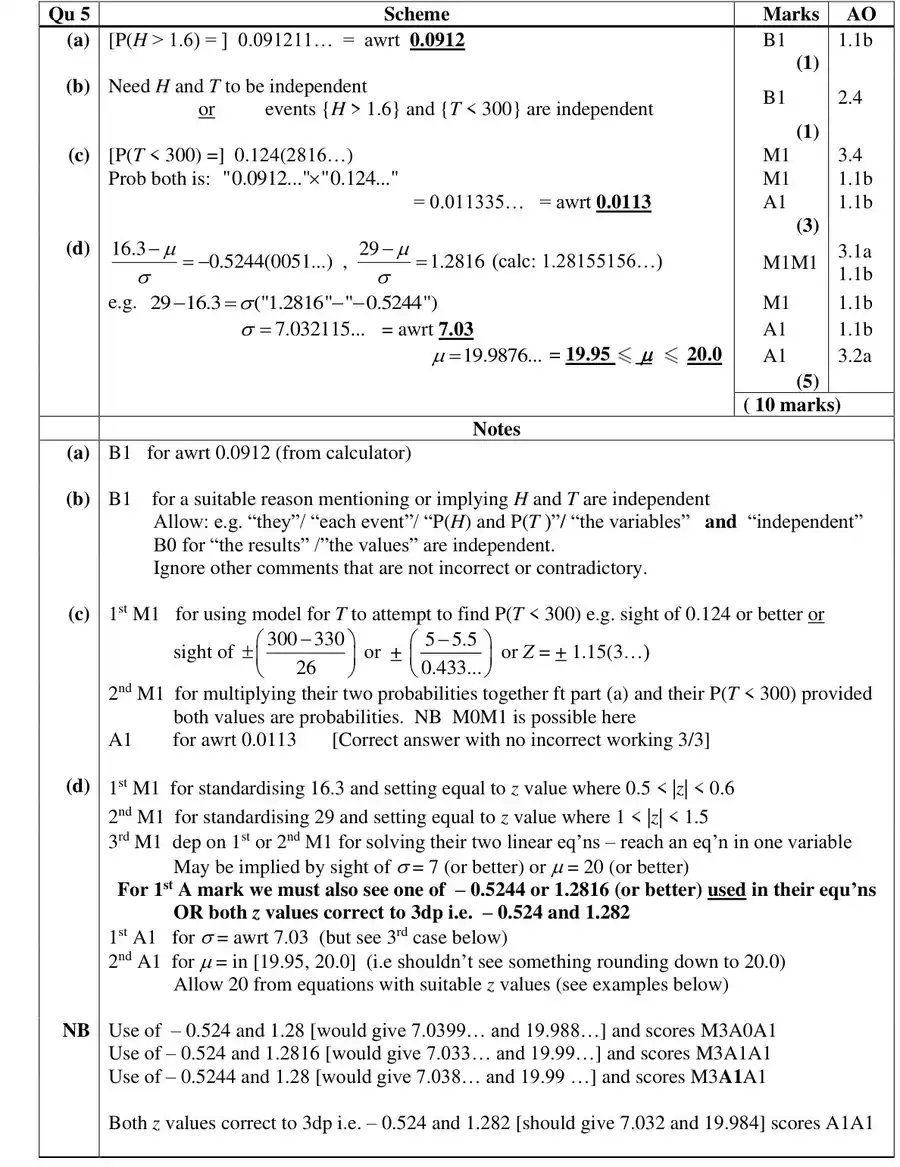 Qu 5 Scheme Marks AO
(a) [P(H > 1.6) = ] 0.091211… = awrt 0.0912 B1 1.1b
(1)
(b) Need H and T to be independent
or events {H > 1.6} and {T < 300} are independent B1 2.4
(1)
(c) [P(T < 300) =] 0.124(2816…) M1 3.4
Prob both is: "0.0912..."×"0.124..." M1 1.1b
= 0.011335… = awrt 0.0113 A1 1.1b
(3)
(d) (16.3 − μ)/σ = −0.5244(0051...) , (29 − μ)/σ = 1.2816 (calc: 1.28155156…) M1M1 3.1a 1.1b
e.g. 29 − 16.3 = σ("1.2816"−"−0.5244") M1 1.1b
σ = 7.032115... = awrt 7.03 A1 1.1b
μ = 19.9876... = 19.95 ⩽ μ ⩽ 20.0 A1 3.2a
(5)
( 10 marks)
Notes
(a) B1 for awrt 0.0912 (from calculator)
(b) B1 for a suitable reason mentioning or implying H and T are independent
Allow: e.g. “they”/ “each event”/ “P(H) and P(T )”/ “the variables” and “independent”
B0 for “the results” /”the values” are independent.
Ignore other comments that are not incorrect or contradictory.
(c) 1st M1 for using model for T to attempt to find P(T < 300) e.g. sight of 0.124 or better or
sight of ±((300 − 330)/26) or ±((5 − 5.5)/0.433...) or Z = ± 1.15(3…)
2nd M1 for multiplying their two probabilities together ft part (a) and their P(T < 300) provided
both values are probabilities. NB M0M1 is possible here
A1 for awrt 0.0113 [Correct answer with no incorrect working 3/3]
(d) 1st M1 for standardising 16.3 and setting equal to z value where 0.5 < |z| < 0.6
2nd M1 for standardising 29 and setting equal to z value where 1 < |z| < 1.5
3rd M1 dep on 1st or 2nd M1 for solving their two linear eq’ns – reach an eq’n in one variable
May be implied by sight of σ = 7 (or better) or μ = 20 (or better)
For 1st A mark we must also see one of – 0.5244 or 1.2816 (or better) used in their equ’ns
OR both z values correct to 3dp i.e. – 0.524 and 1.282
1st A1 for σ = awrt 7.03 (but see 3rd case below)
2nd A1 for μ = in [19.95, 20.0] (i.e shouldn’t see something rounding down to 20.0)
Allow 20 from equations with suitable z values (see examples below)
NB Use of – 0.524 and 1.28 [would give 7.0399… and 19.988…] and scores M3A0A1
Use of – 0.524 and 1.2816 [would give 7.033… and 19.99…] and scores M3A1A1
Use of – 0.5244 and 1.28 [would give 7.038… and 19.99 …] and scores M3A1A1
Both z values correct to 3dp i.e. – 0.524 and 1.282 [should give 7.032 and 19.984] scores A1A1